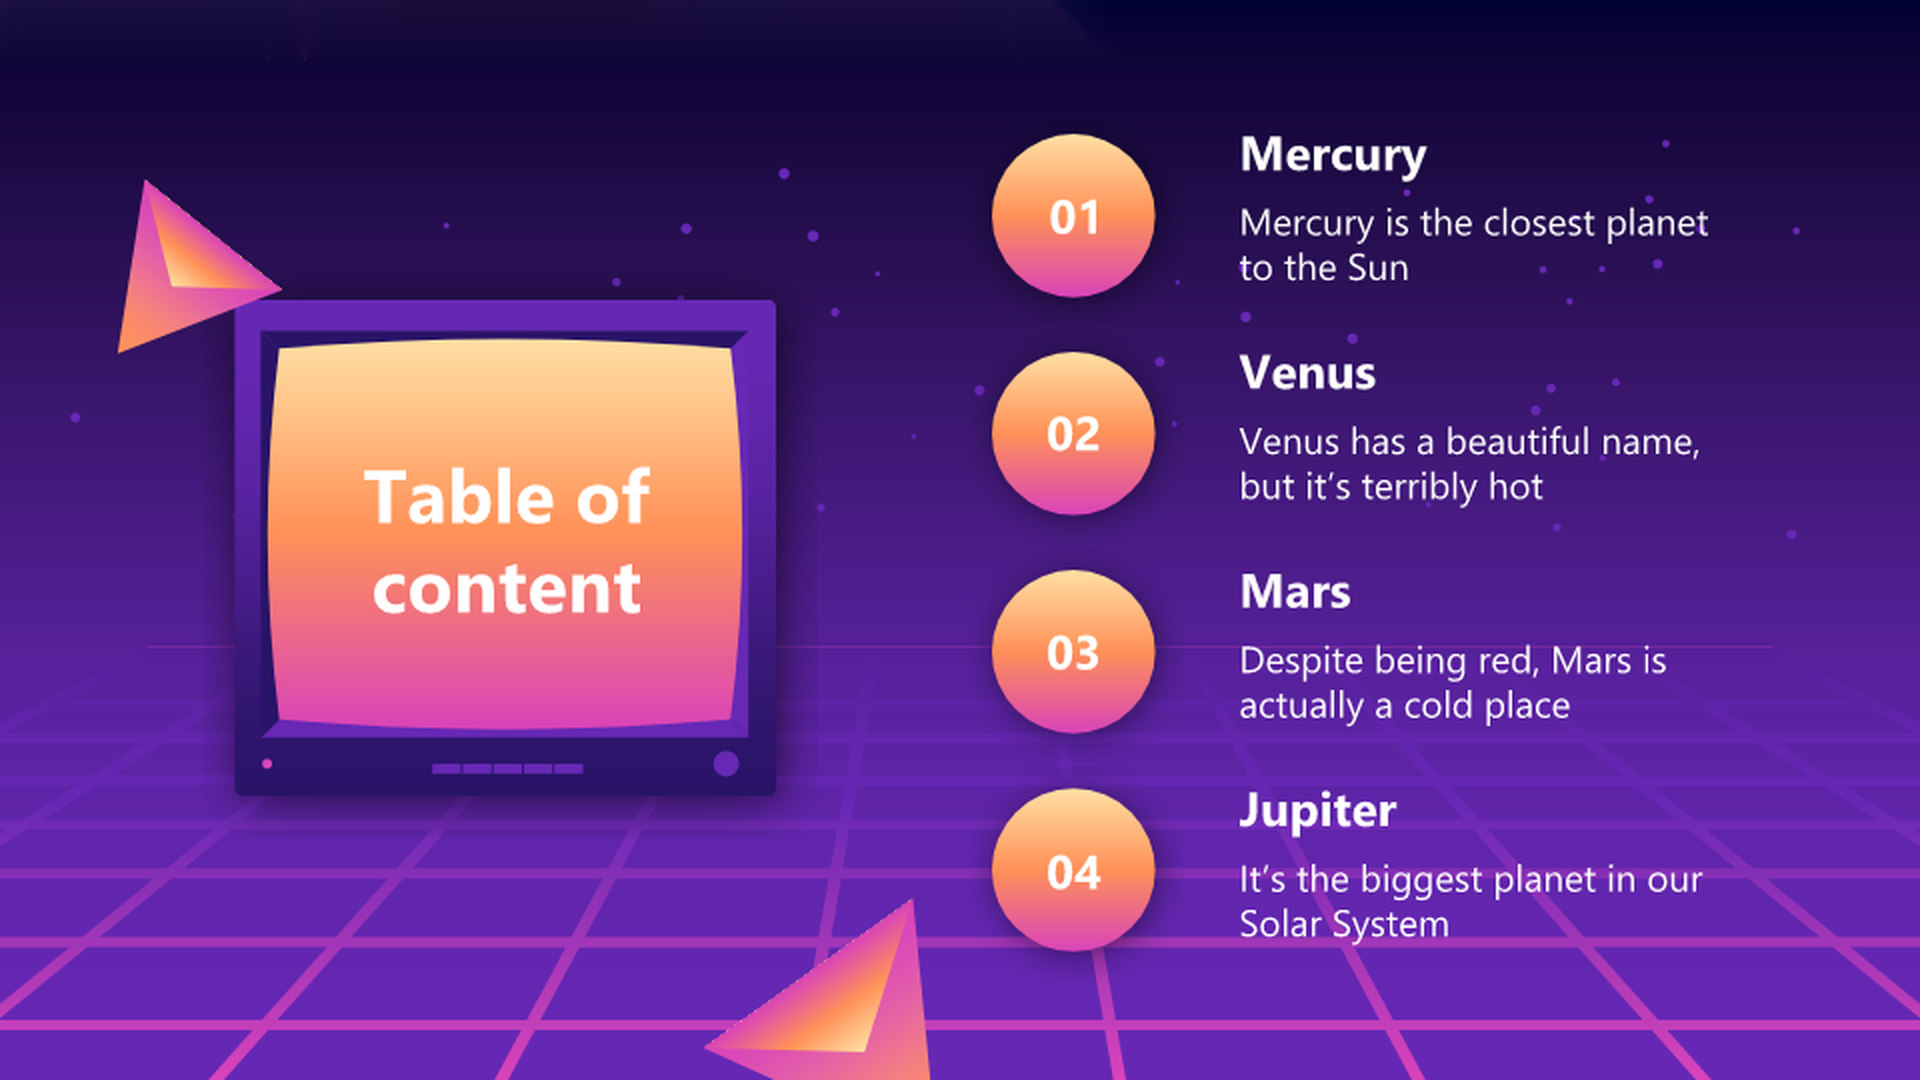 Table of
content
01
Mercury
Mercury is the closest planet
to the Sun
02
Venus
Venus has a beautiful name,
but it’s terribly hot
03
Mars
Despite being red, Mars is
actually a cold place
04
Jupiter
It’s the biggest planet in our
Solar System